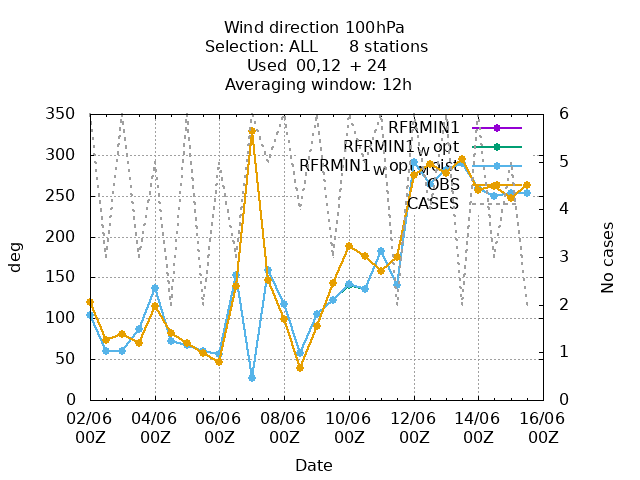 Wind direction 100hPa
Selection: ALL 8 stations
Used 00,12 + 24
Averaging window: 12h
RFRMIN1
RFRMIN1w opt
RFRMIN1w optw
OBS
CASES
deg
No cases
350
300
250
200
150
100
50
0
6
5
4
3
2
1
0
02/06 04/06 06/06 08/06 10/06 12/06 14/06 16/06
00Z 00Z 00Z 00Z 00Z 00Z 00Z 00Z
Date